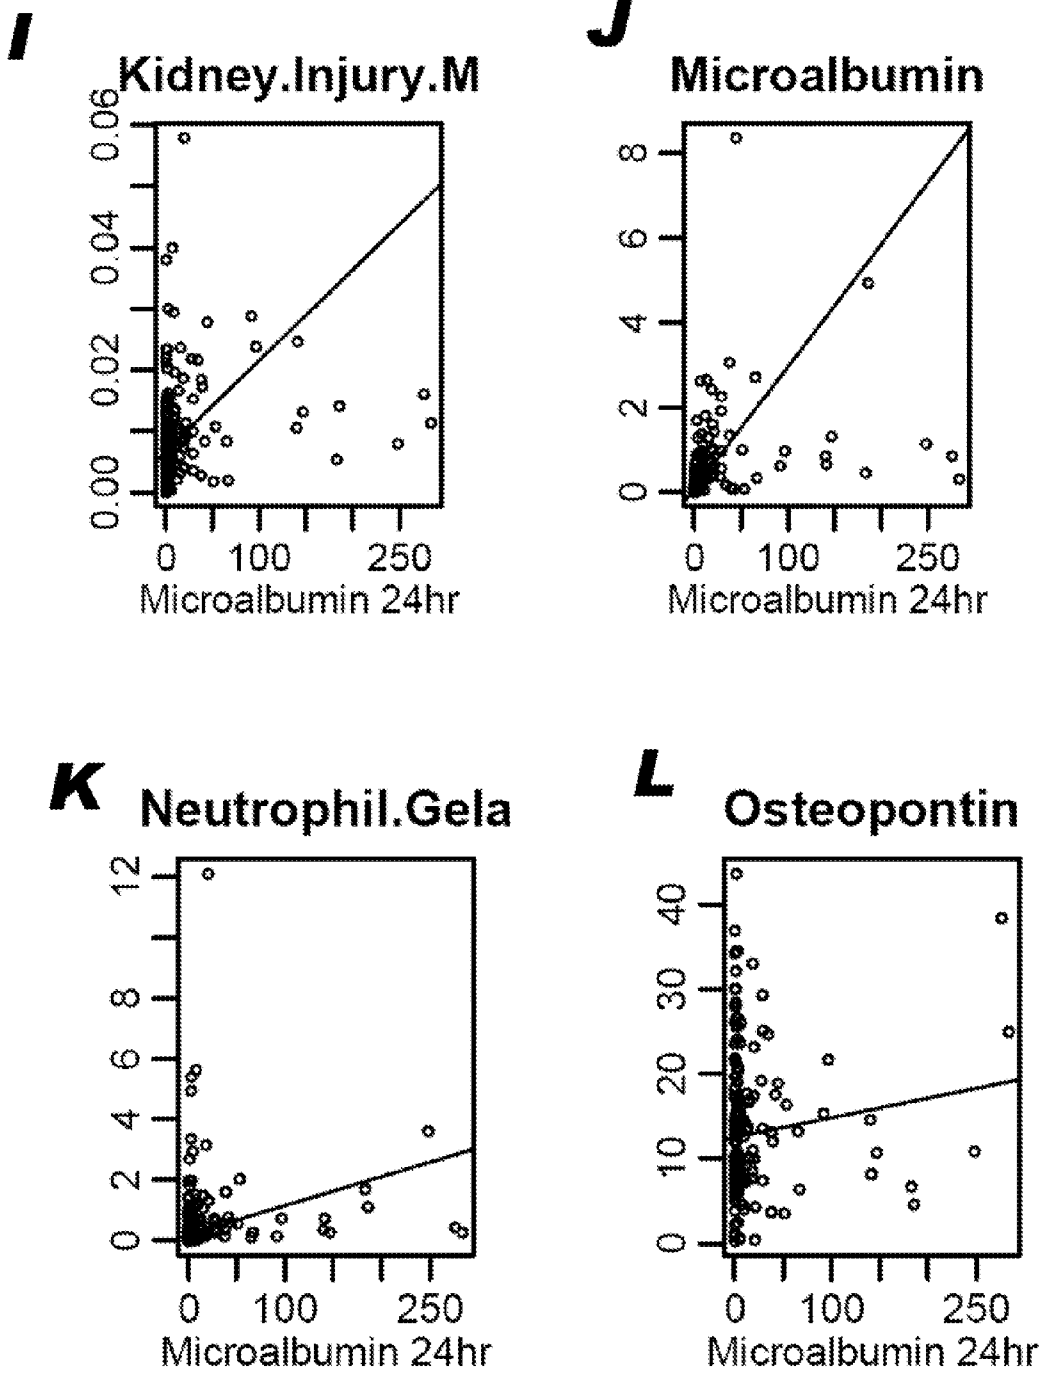 I
Kidney.Injury.M
0.06
0.04
0.02
0.00
0 100 250
Microalbumin 24hr
J
Microalbumin
8
6
4
2
0
0 100 250
Microalbumin 24hr
K
Neutrophil.Gela
12
8
6
4
2
0
0 100 250
Microalbumin 24hr
L
Osteopontin
40
30
20
10
0
0 100 250
Microalbumin 24hr